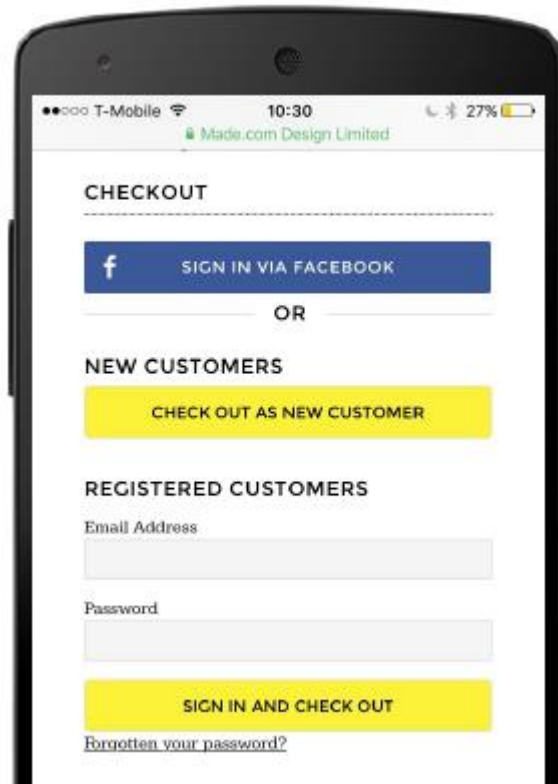 T-Mobile 10:30 27%
Made.com Design Limited
CHECKOUT
f SIGN IN VIA FACEBOOK
OR
NEW CUSTOMERS
CHECK OUT AS NEW CUSTOMER
REGISTERED CUSTOMERS
Email Address
Password
SIGN IN AND CHECK OUT
Forgotten your password?